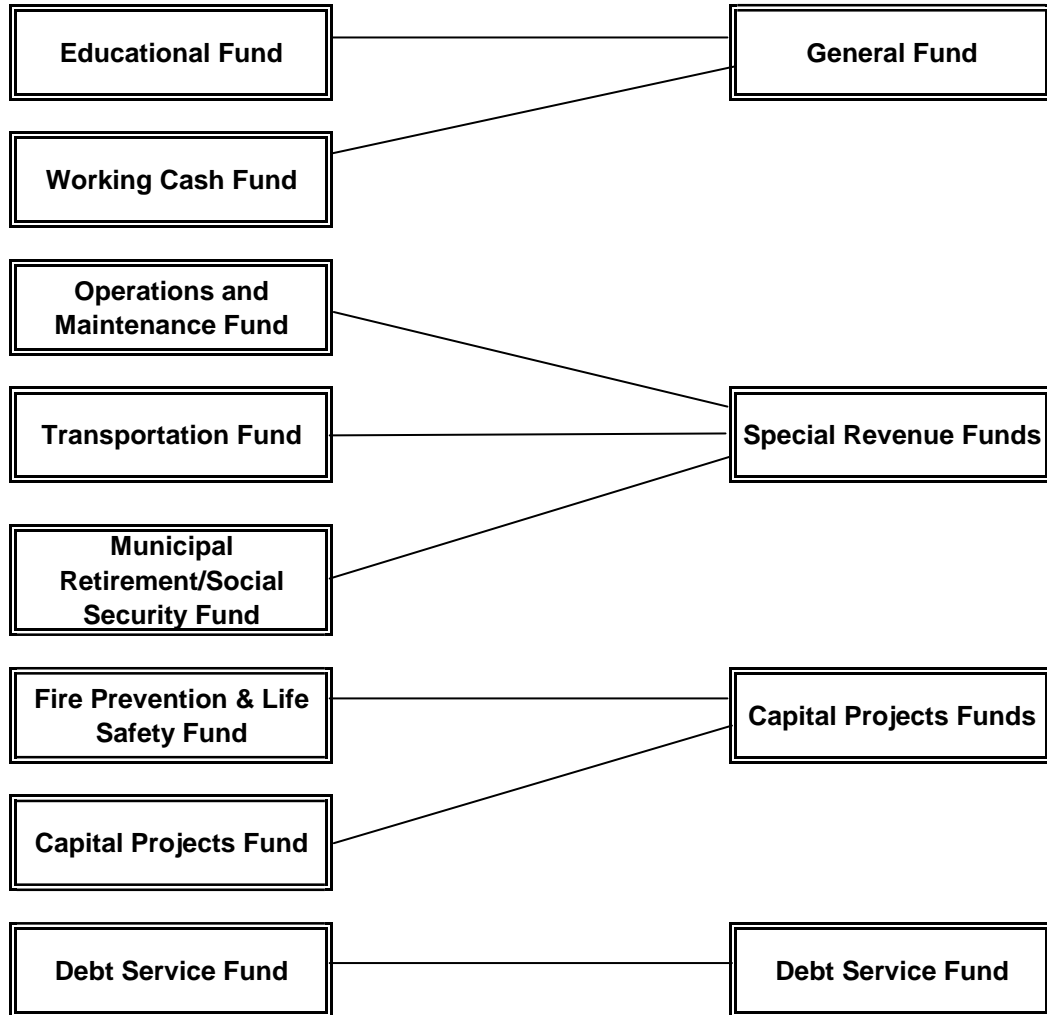 Educational Fund
General Fund
Working Cash Fund
Operations and
Maintenance Fund
Transportation Fund
Special Revenue Funds
Municipal
Retirement/Social
Security Fund
Fire Prevention & Life
Safety Fund
Capital Projects Funds
Capital Projects Fund
Debt Service Fund
Debt Service Fund